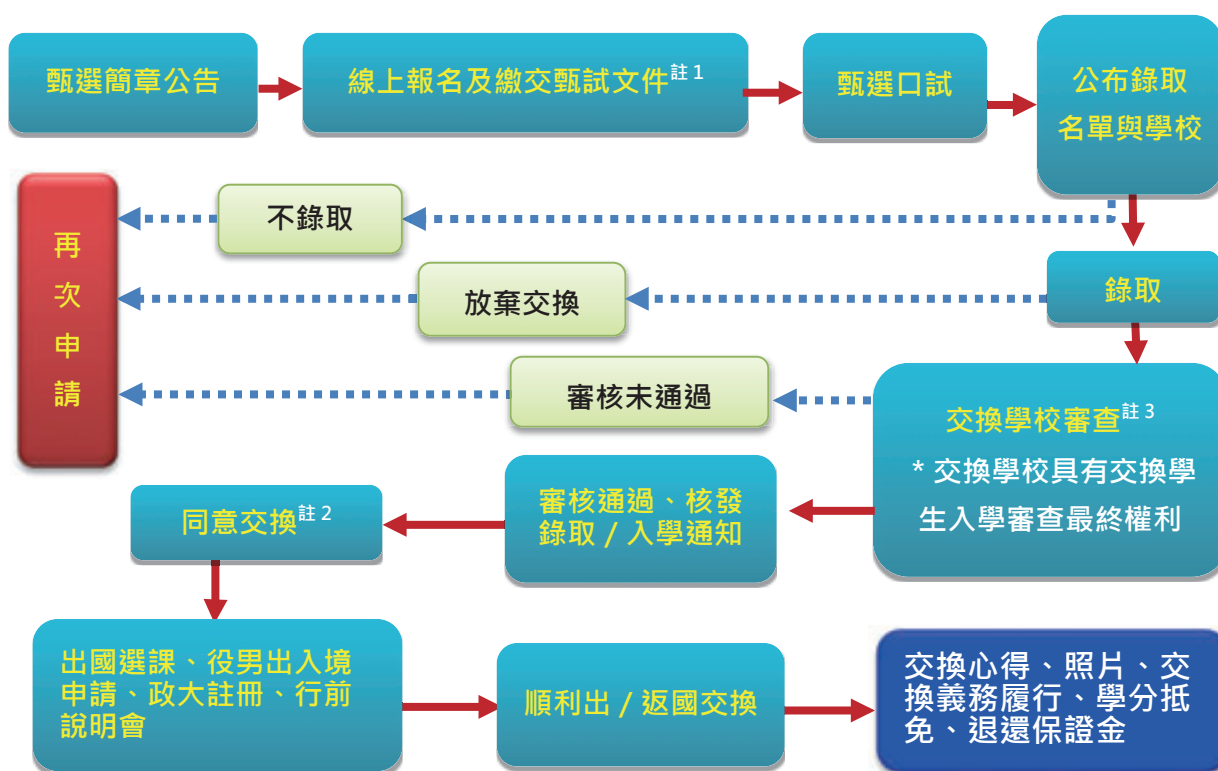 甄選簡章公告
線上報名及繳交甄試文件註1
甄選口試
公布錄取
名單與學校
再次申請
不錄取
放棄交換
錄取
審核未通過
交換學校審查註3
* 交換學校具有交換學
生入學審查最終權利
審核通過、核發
錄取 / 入學通知
同意交換註2
出國選課、役男出入境
申請、政大註冊、行前
說明會
順利出 / 返國交換
交換心得、照片、交
換義務履行、學分抵
免、退還保證金